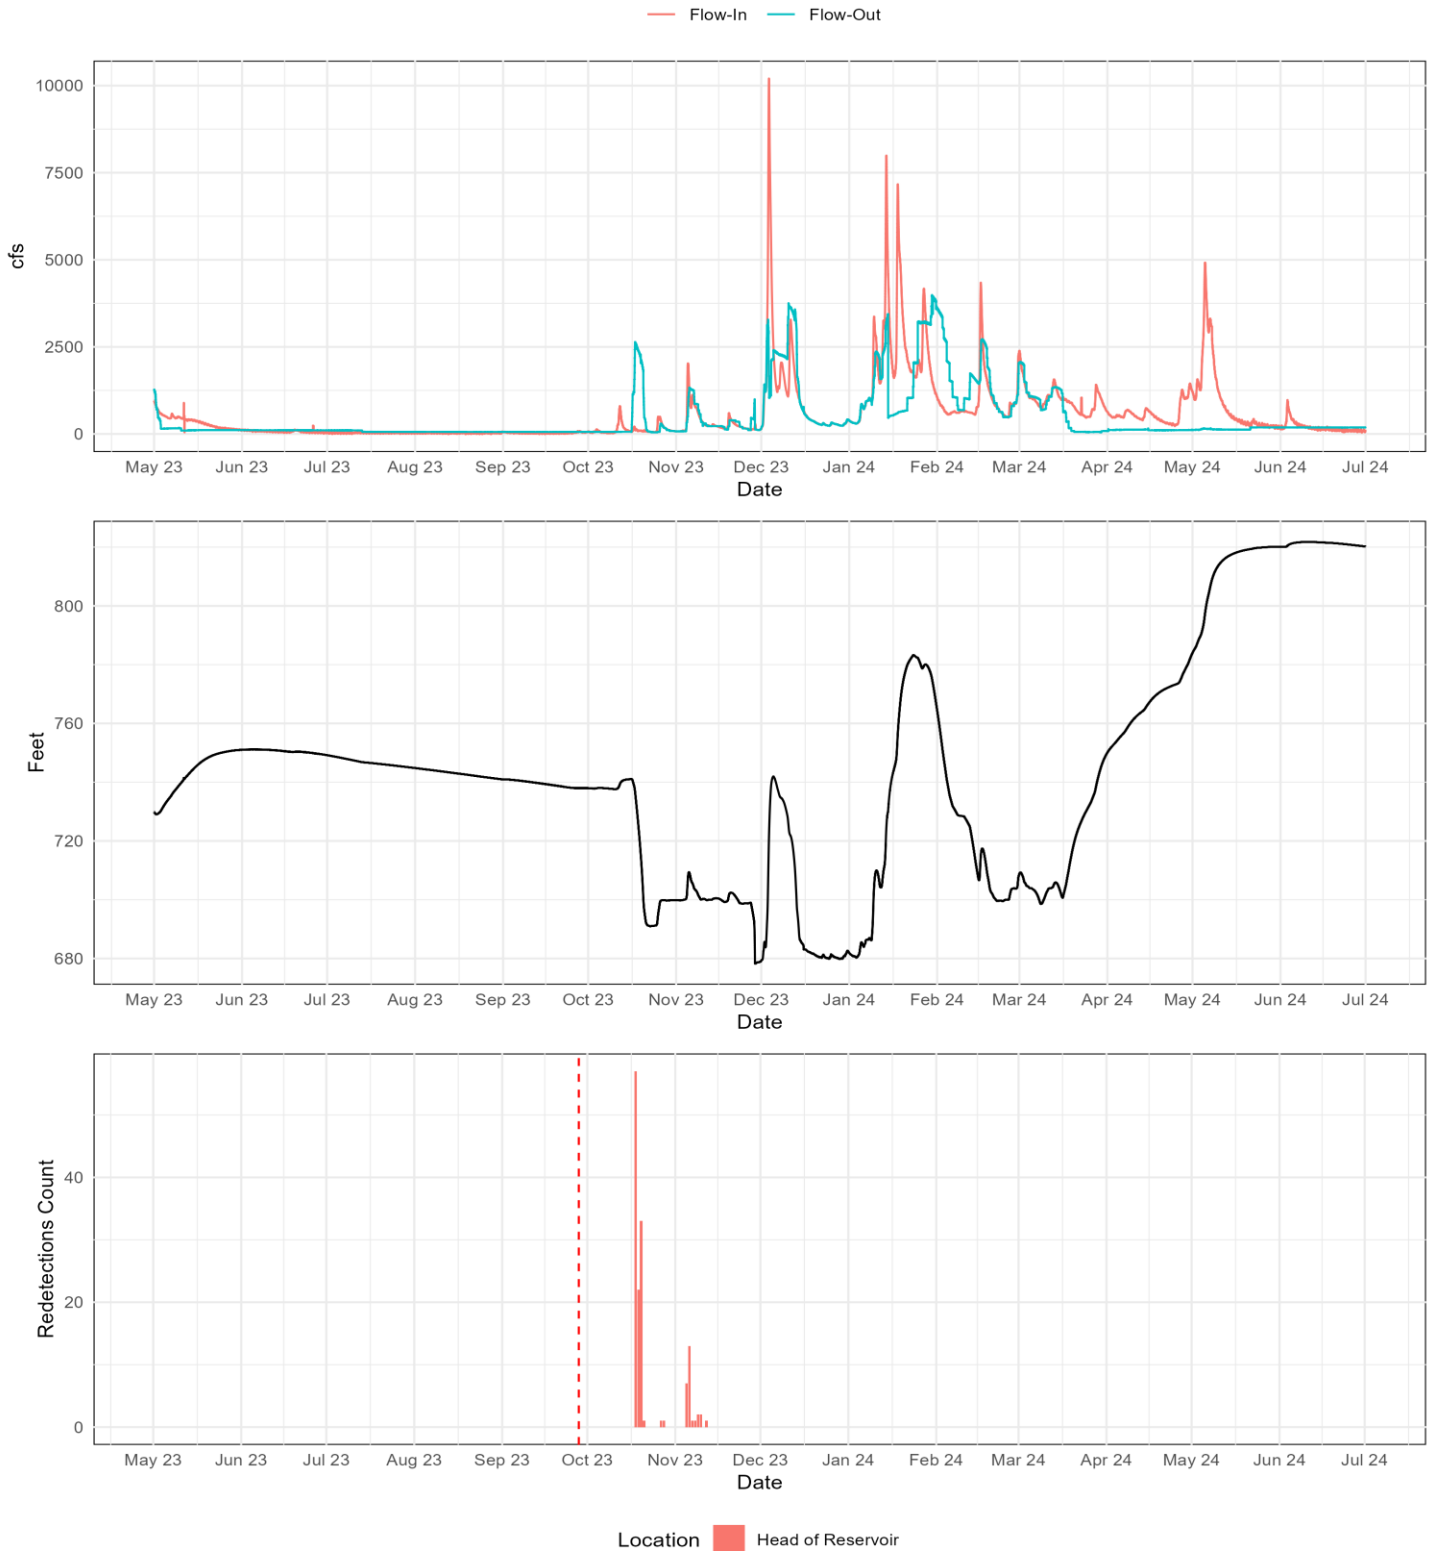 Flow-In Flow-Out
10000
7500
5000
2500
0
cfs
May 23 Jun 23 Jul 23 Aug 23 Sep 23 Oct 23 Nov 23 Dec 23 Jan 24 Feb 24 Mar 24 Apr 24 May 24 Jun 24 Jul 24
Date
800
760
720
680
Feet
May 23 Jun 23 Jul 23 Aug 23 Sep 23 Oct 23 Nov 23 Dec 23 Jan 24 Feb 24 Mar 24 Apr 24 May 24 Jun 24 Jul 24
Date
40
20
0
Redetections Count
May 23 Jun 23 Jul 23 Aug 23 Sep 23 Oct 23 Nov 23 Dec 23 Jan 24 Feb 24 Mar 24 Apr 24 May 24 Jun 24 Jul 24
Date
Location Head of Reservoir